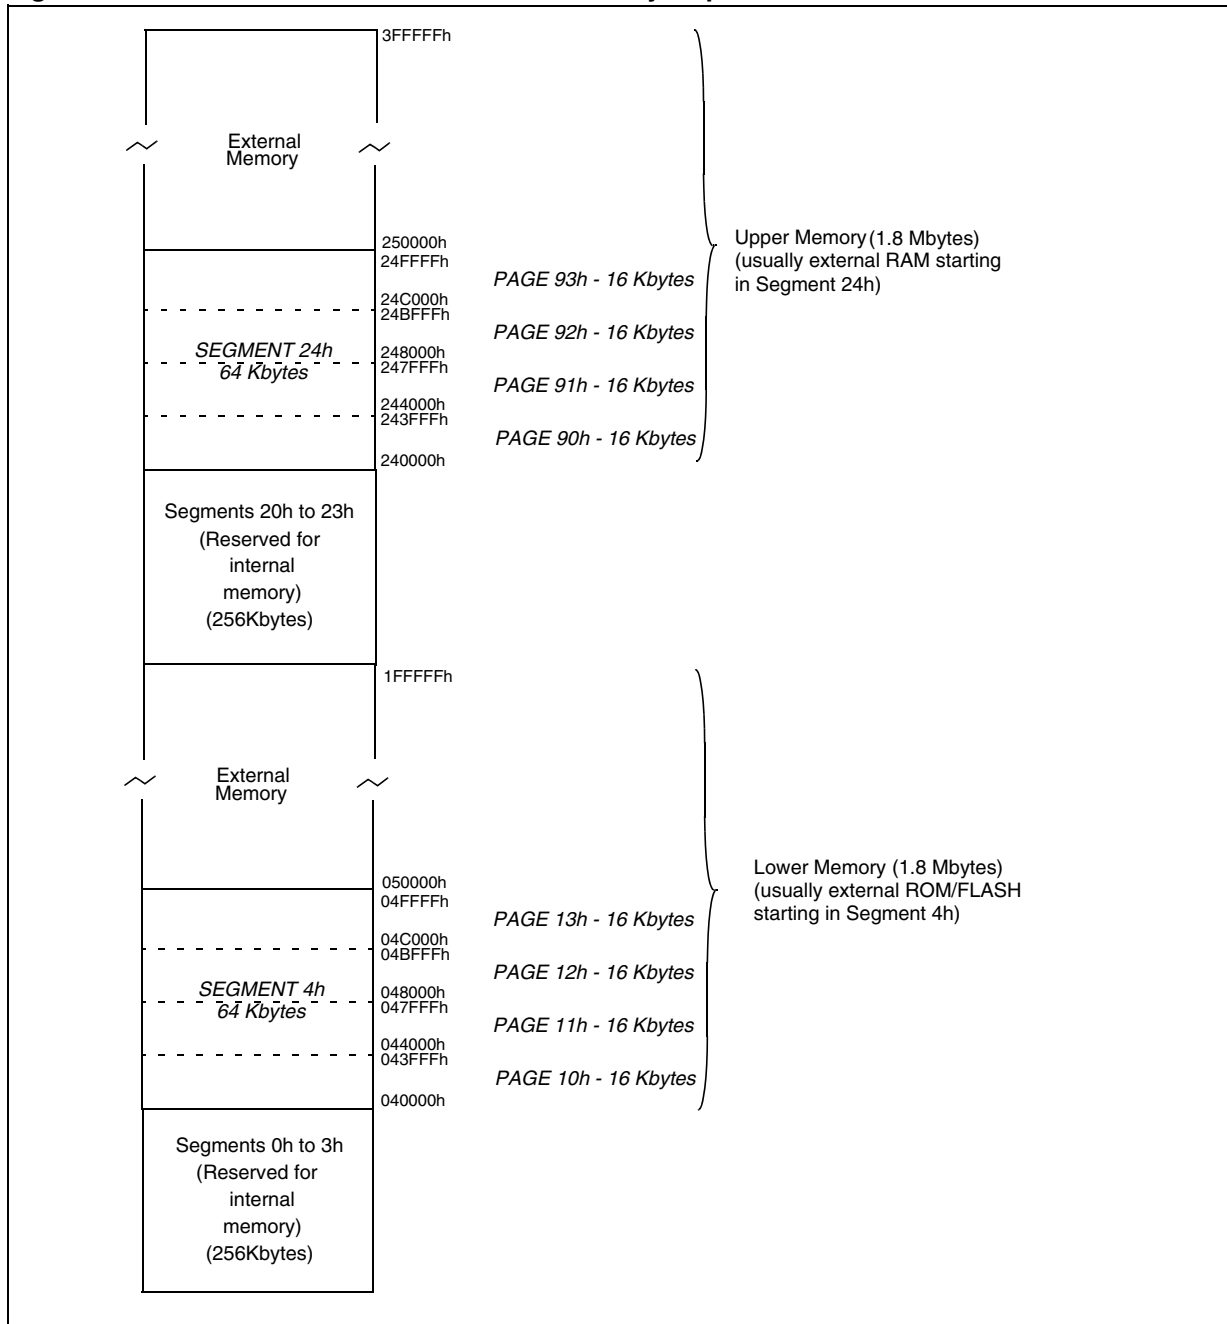 3FFFFFh
External
Memory
250000h
24FFFFh
Upper Memory (1.8 Mbytes)
(usually external RAM starting
in Segment 24h)
PAGE 93h - 16 Kbytes
24C000h
24BFFFh
PAGE 92h - 16 Kbytes
SEGMENT 24h
64 Kbytes
248000h
247FFFh
PAGE 91h - 16 Kbytes
244000h
243FFFh
PAGE 90h - 16 Kbytes
240000h
Segments 20h to 23h
(Reserved for
internal
memory)
(256Kbytes)
1FFFFFh
External
Memory
050000h
04FFFFh
Lower Memory (1.8 Mbytes)
(usually external ROM/FLASH
starting in Segment 4h)
PAGE 13h - 16 Kbytes
04C000h
04BFFFh
PAGE 12h - 16 Kbytes
SEGMENT 4h
64 Kbytes
048000h
047FFFh
PAGE 11h - 16 Kbytes
044000h
043FFFh
PAGE 10h - 16 Kbytes
040000h
Segments 0h to 3h
(Reserved for
internal
memory)
(256Kbytes)